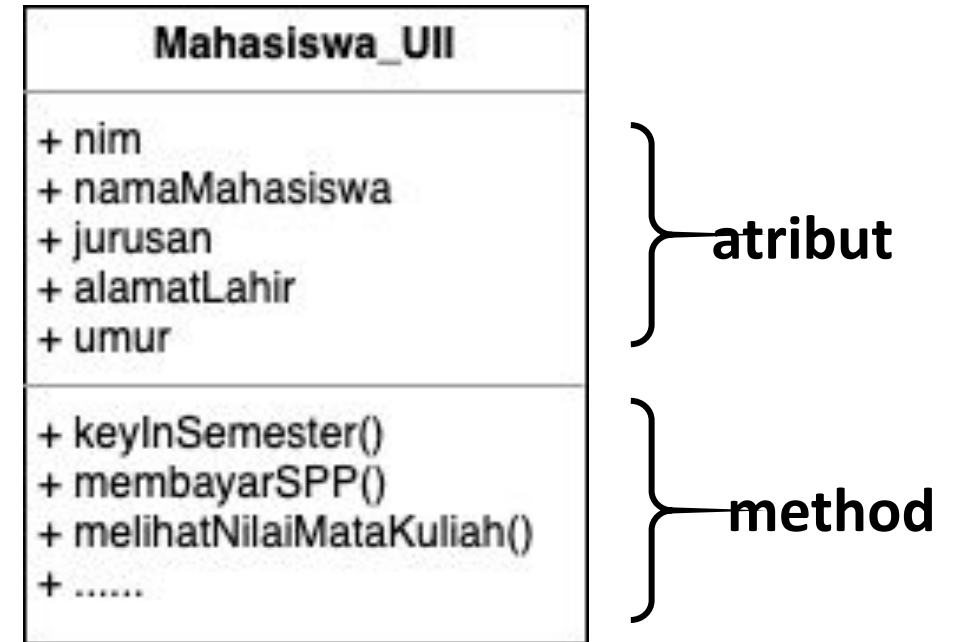 Mahasiswa_UII
+ nim
+ namaMahasiswa
+ jurusan
+ alamatLahir
+ umur
atribut
+ keyInSemester()
+ membayarSPP()
+ melihatNilaiMataKuliah()
+ ......
method